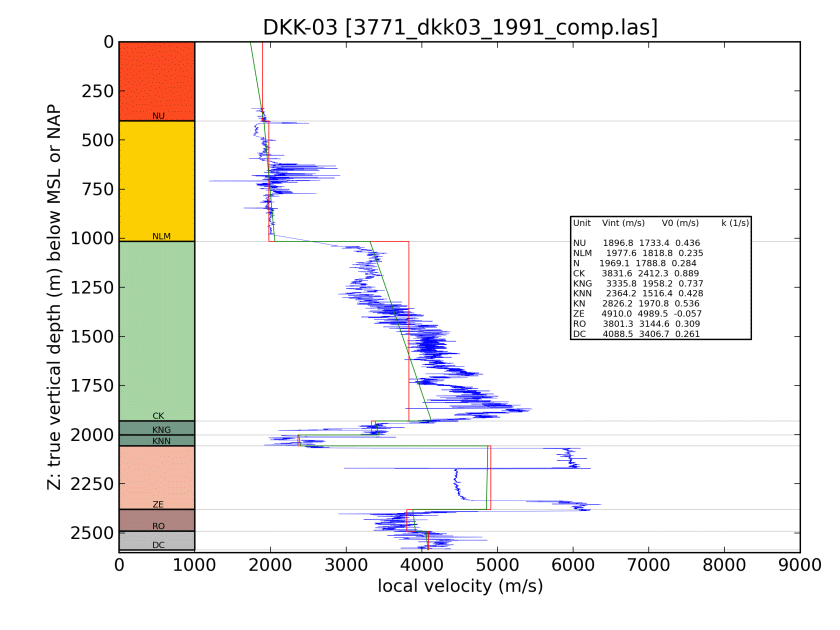 DKK-03 [3771_dkk03_1991_comp.las]
Z: true vertical depth (m) below MSL or NAP
0
250
500
750
1000
1250
1500
1750
2000
2250
2500
NU
NLM
CK
KNG
KNN
ZE
RO
DC
Unit Vint (m/s) V0 (m/s) k (1/s)
NU 1896.8 1733.4 0.436
NLM 1977.6 1818.8 0.235
N 1969.1 1788.8 0.284
CK 3831.6 2412.3 0.889
KNG 3335.8 1958.2 0.737
KNN 2364.2 1516.4 0.428
KN 2826.2 1970.8 0.536
ZE 4910.0 4989.5 -0.057
RO 3801.3 3144.6 0.309
DC 4088.5 3406.7 0.261
0 1000 2000 3000 4000 5000 6000 7000 8000 9000
local velocity (m/s)